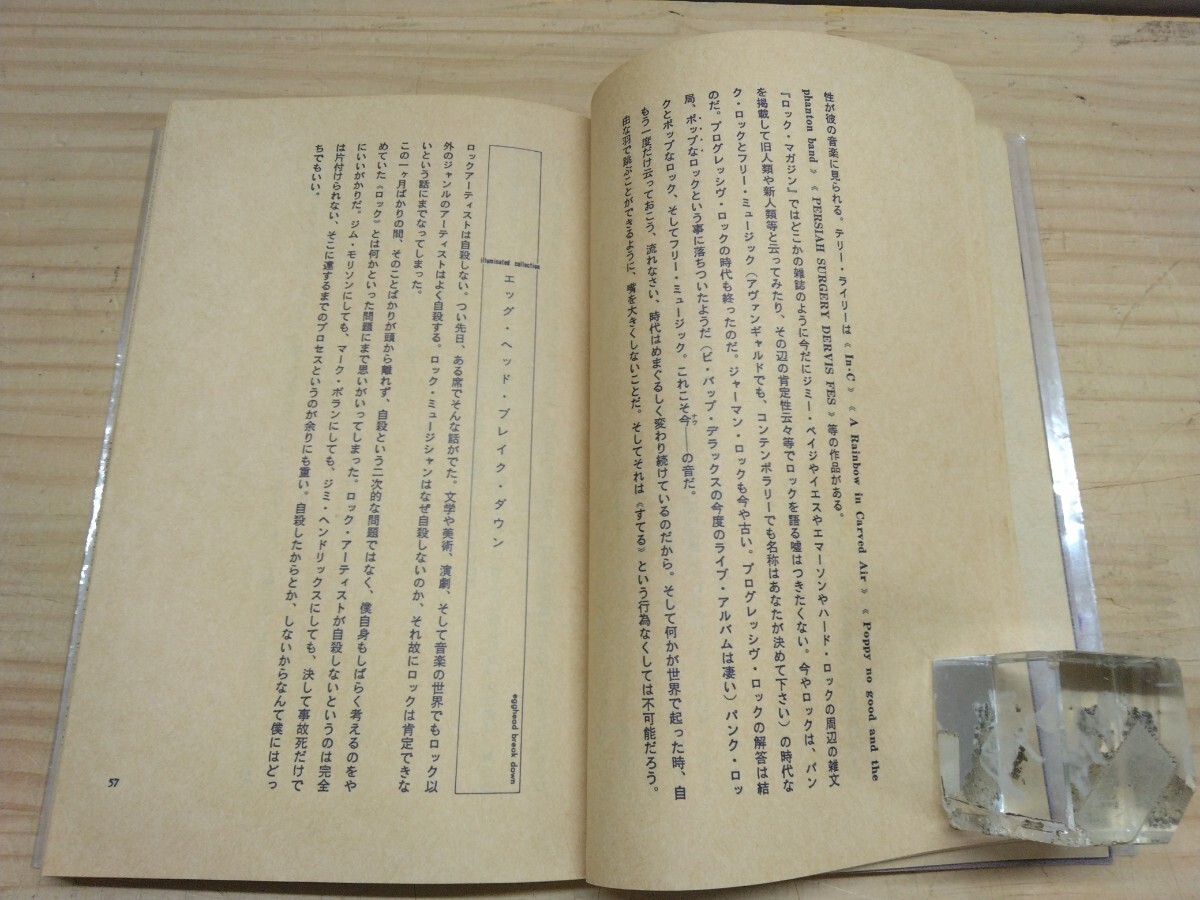 性が彼の音楽に見られる。テリー・ライリーは《 In・C 》《 A Rainbow in Carved Air 》《 Poppy no good and the
phanton band 》《 PERSIAH SURGERY DERVIS FES 》等の作品がある。
『ロック・マガジン』ではどこかの雑誌のように今だにジミー・ペイジやイエスやエマーソンやハード・ロックの周辺の雑文
を掲載して旧人類や新人類等と云ってみたり、その辺の肯定性云々等でロックを語る嘘はつきたくない。今やロックは、パン
ク・ロックとフリー・ミュージック（アヴァンギャルドでも、コンテンポラリーでも名称はあなたが決めて下さい）の時代な
のだ。プログレッシヴ・ロックの時代も終ったのだ。ジャーマン・ロックも今や古い。プログレッシヴ・ロックの解答は結
局、ポップなロックという事に落ちついたようだ（ビ・バップ・デラックスの今度のライブ・アルバムは凄い）パンク・ロッ
クとポップなロック、そしてフリー・ミュージック。これこそ今ナウ――の音だ。
もう一度だけ云っておこう、流れなさい、時代はめまぐるしく変わり続けているのだから。そして何かが世界で起った時、自
由な羽で跳ぶことができるように、嘴を大きくしないことだ。そしてそれは《すてる》という行為なくしては不可能だろう。
illuminated collection
エッグ・ヘッド・ブレイク・ダウン
egghead break down
ロックアーティストは自殺しない。つい先日、ある席でそんな話がでた。文学や美術、演劇、そして音楽の世界でもロック以
外のジャンルのアーティストはよく自殺する。ロック・ミュージシャンはなぜ自殺しないのか、それ故にロックは肯定できな
いという話にまでなってしまった。
この一ヶ月ばかりの間、そのことばかりが頭から離れず、自殺という二次的な問題ではなく、僕自身もしばらく考えるのをや
めていた《ロック》とは何かといった問題にまで思いがいってしまった。ロック・アーティストが自殺しないというのは完全
にいいがかりだ。ジム・モリソンにしても、マーク・ボランにしても、ジミ・ヘンドリックスにしても、決して事故死だけで
は片付けられない、そこに達するまでのプロセスというのが余りにも重い。自殺したからとか、しないからなんて僕にはどっ
ちでもいい。
57